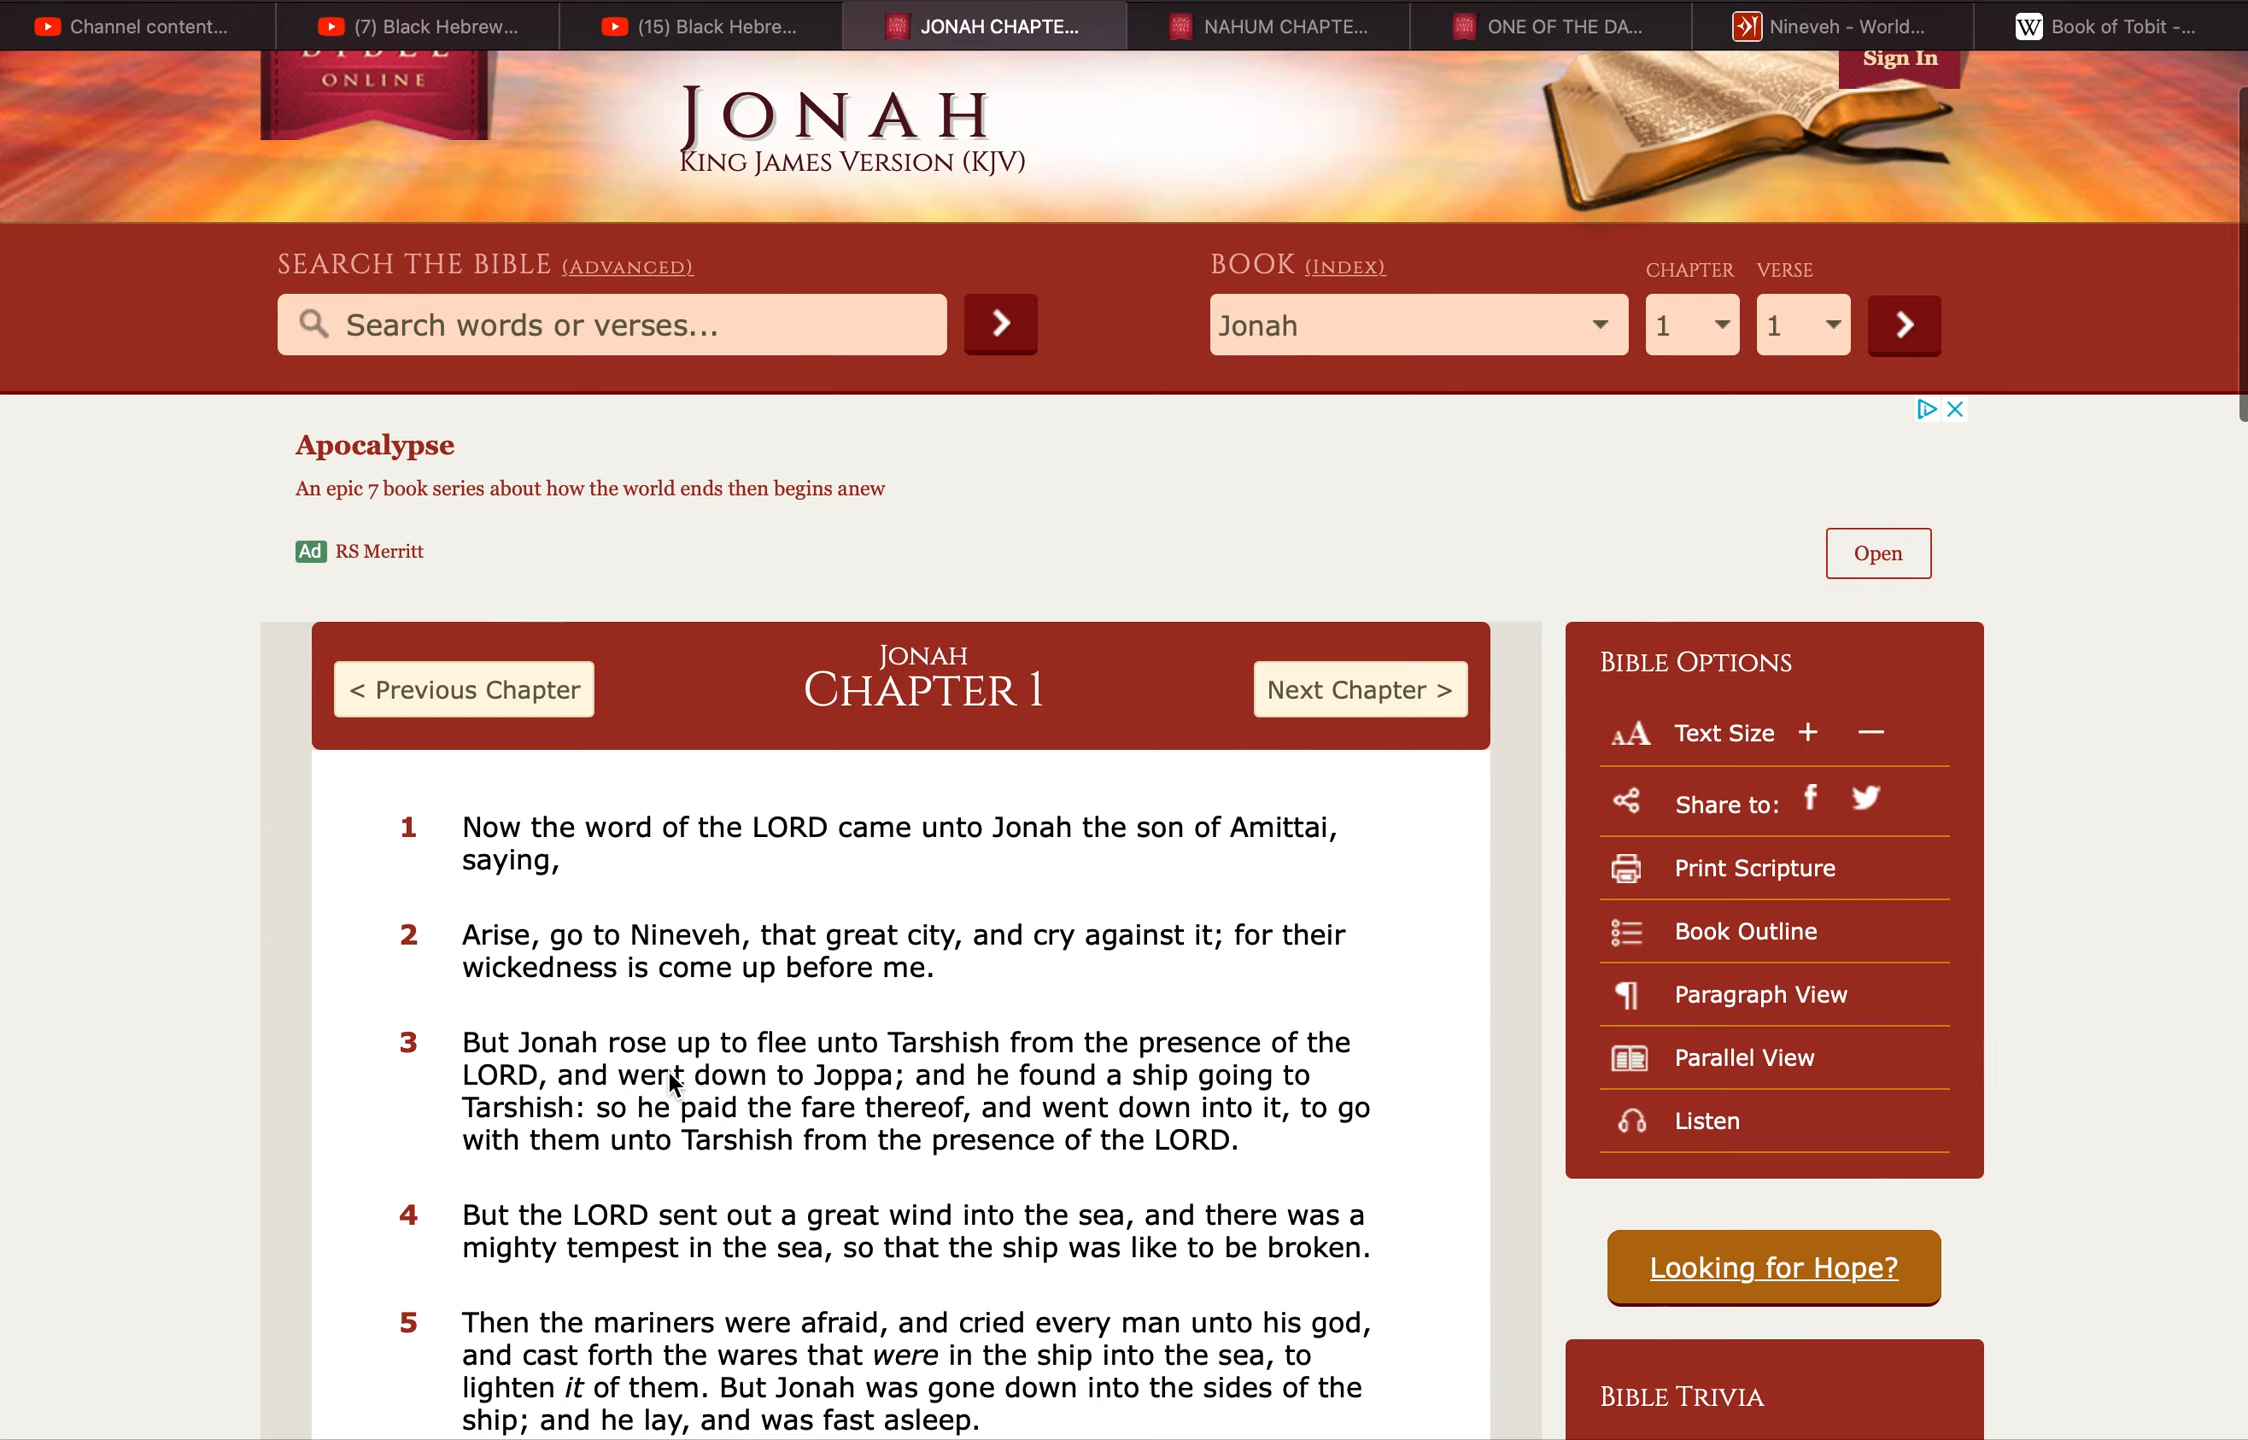 Channel content...
(7) Black Hebrew...
(15) Black Hebre...
JONAH CHAPTE...
NAHUM CHAPTE...
ONE OF THE DA...
Nineveh - World...
W Book of Tobit -...
ONLINE
JONAH
KING JAMES VERSION (KJV)
Sign In
SEARCH THE BIBLE (ADVANCED)
BOOK (INDEX)
CHAPTER
VERSE
Search words or verses...
Jonah
1
1
Apocalypse
An epic 7 book series about how the world ends then begins anew
Ad RS Merritt
Open
< Previous Chapter
JONAH
CHAPTER 1
Next Chapter >
1 Now the word of the LORD came unto Jonah the son of Amittai,
saying,
2 Arise, go to Nineveh, that great city, and cry against it; for their
wickedness is come up before me.
3 But Jonah rose up to flee unto Tarshish from the presence of the
LORD, and went down to Joppa; and he found a ship going to
Tarshish: so he paid the fare thereof, and went down into it, to go
with them unto Tarshish from the presence of the LORD.
4 But the LORD sent out a great wind into the sea, and there was a
mighty tempest in the sea, so that the ship was like to be broken.
5 Then the mariners were afraid, and cried every man unto his god,
and cast forth the wares that were in the ship into the sea, to
lighten it of them. But Jonah was gone down into the sides of the
ship; and he lay, and was fast asleep.
BIBLE OPTIONS
AA Text Size + —
Share to:
Print Scripture
Book Outline
Paragraph View
Parallel View
Listen
Looking for Hope?
BIBLE TRIVIA